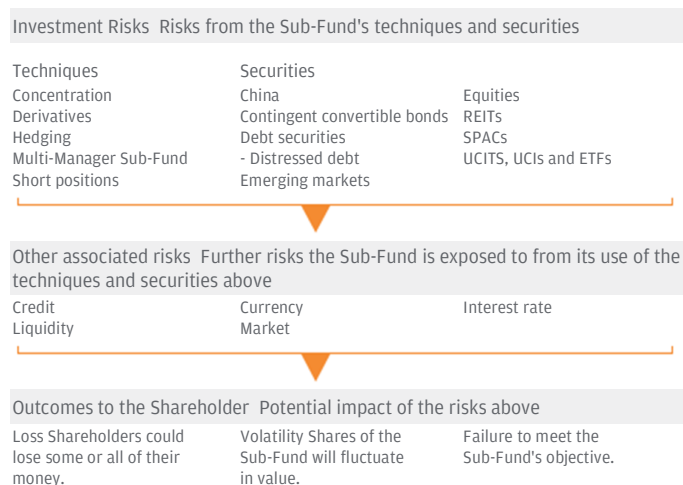 Investment Risks Risks from the Sub-Fund's techniques and securities
Techniques
Concentration
Derivatives
Hedging
Multi-Manager Sub-Fund
Short positions
Securities
China
Contingent convertible bonds
Debt securities
- Distressed debt
Emerging markets
Equities
REITs
SPACs
UCITS, UCIs and ETFs
Other associated risks Further risks the Sub-Fund is exposed to from its use of the
techniques and securities above
Credit
Liquidity
Currency
Market
Interest rate
Outcomes to the Shareholder Potential impact of the risks above
Loss Shareholders could
lose some or all of their
money.
Volatility Shares of the
Sub-Fund will fluctuate
in value.
Failure to meet the
Sub-Fund's objective.